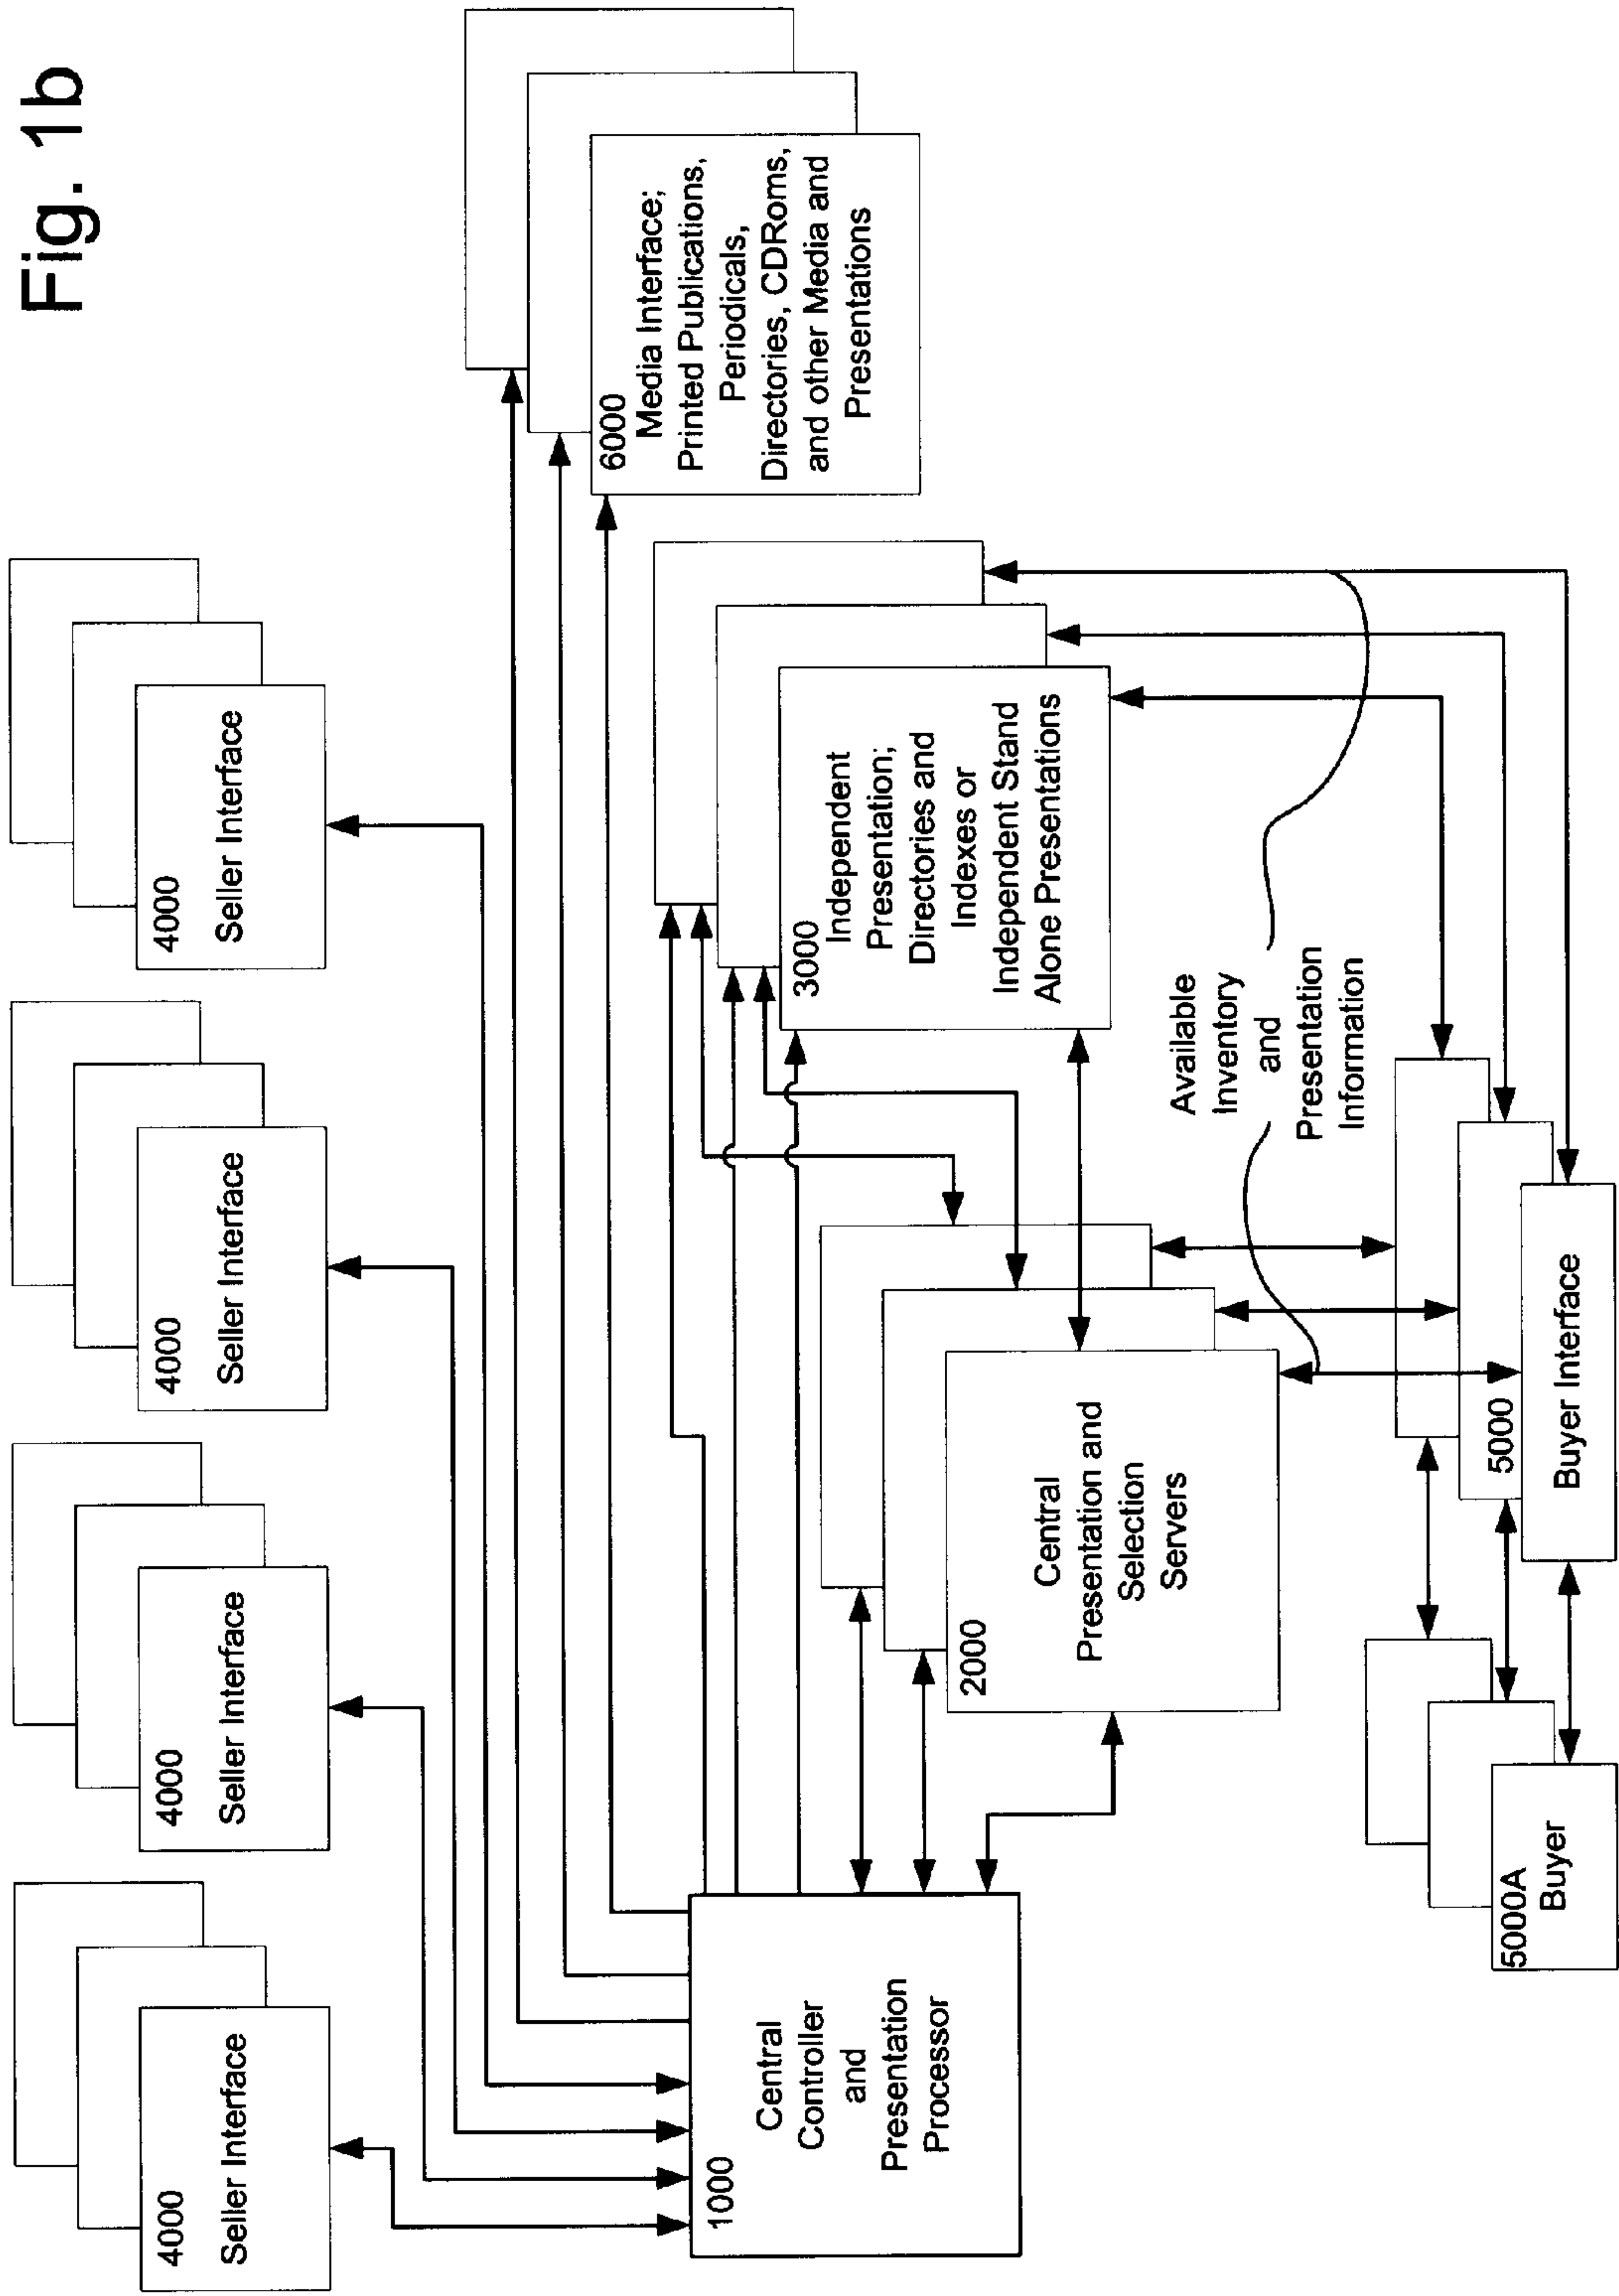 Fig. 1b
4000
Seller Interface
4000
Seller Interface
4000
Seller Interface
4000
Seller Interface
6000
Media Interface;
Printed Publications,
Periodicals,
Directories, CDRoms,
and other Media and
Presentations
1000
Central
Controller
and
Presentation
Processor
3000
Independent
Presentation;
Directories and
Indexes or
Independent Stand
Alone Presentations
2000
Central
Presentation and
Selection
Servers
Available
Inventory
and
Presentation
Information
5000A
Buyer
5000
Buyer Interface